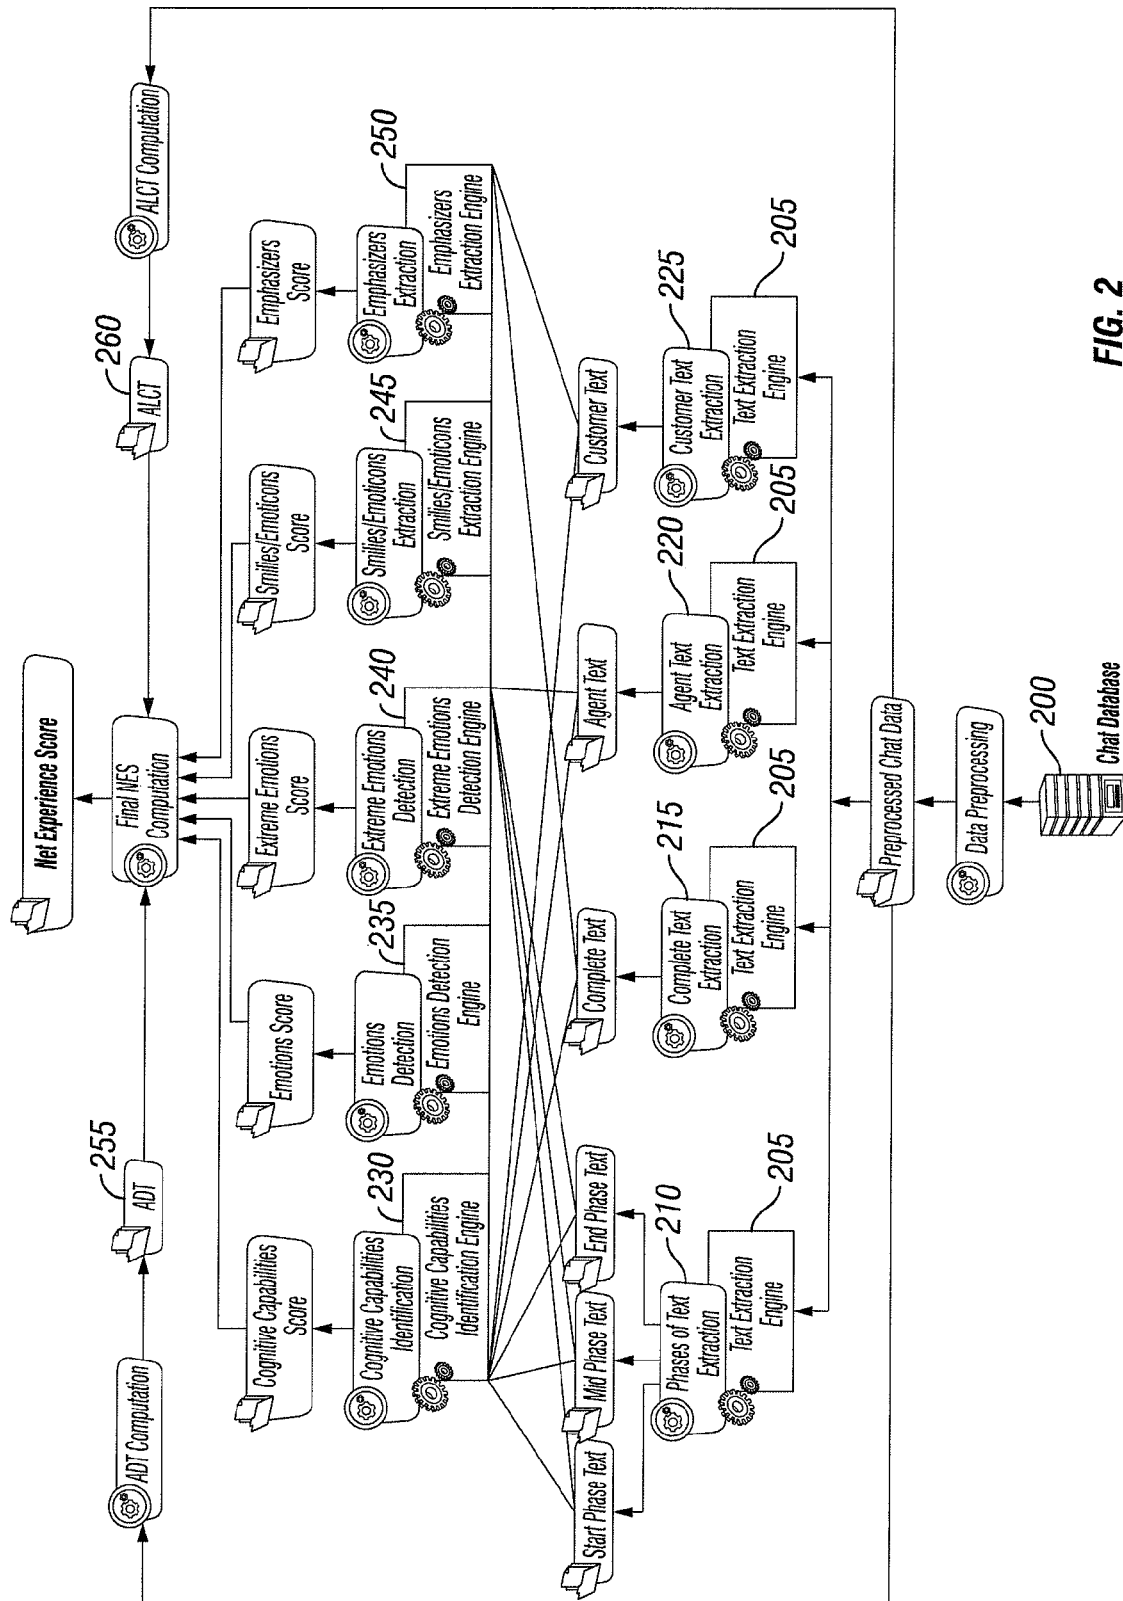 Net Experience Score
Final NES
Computation
ADT Computation
ADT
255
ALCT
260
ALCT Computation
Cognitive Capabilities
Score
Emotions Score
Extreme Emotions
Score
Smilies/Emoticons
Score
Emphasizers
Score
Cognitive Capabilities
Identification
230
Cognitive Capabilities
Identification Engine
Emotions
Detection
235
Emotions Detection
Engine
Extreme Emotions
Detection
240
Extreme Emotions
Detection Engine
Smilies/Emoticons
Extraction
245
Smilies/Emoticons
Extraction Engine
Emphasizers
Extraction
250
Emphasizers
Extraction Engine
Start Phase Text
Mid Phase Text
End Phase Text
Complete Text
Agent Text
Customer Text
Phases of Text
Extraction
210
Text Extraction
Engine
205
Complete Text
Extraction
215
Text Extraction
Engine
205
Agent Text
Extraction
220
Text Extraction
Engine
205
Customer Text
Extraction
225
Text Extraction
Engine
205
Preprocessed Chat Data
Data Preprocessing
200
Chat Database
FIG. 2